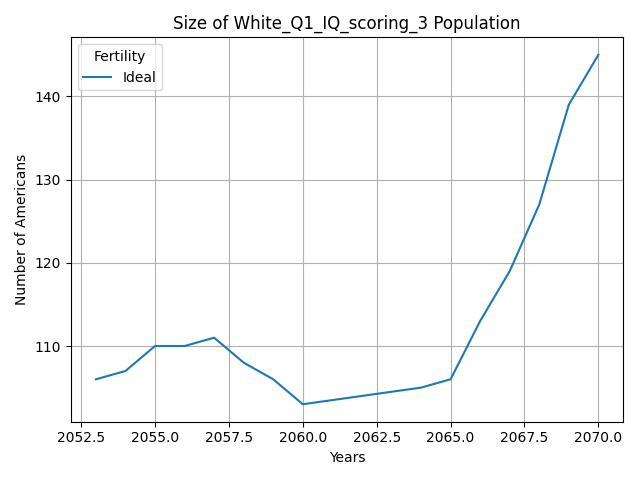 Size of White_Q1_IQ_scoring_3 Population
Fertility
Ideal
Number of Americans
140
130
120
110
2052.5 2055.0 2057.5 2060.0 2062.5 2065.0 2067.5 2070.0
Years